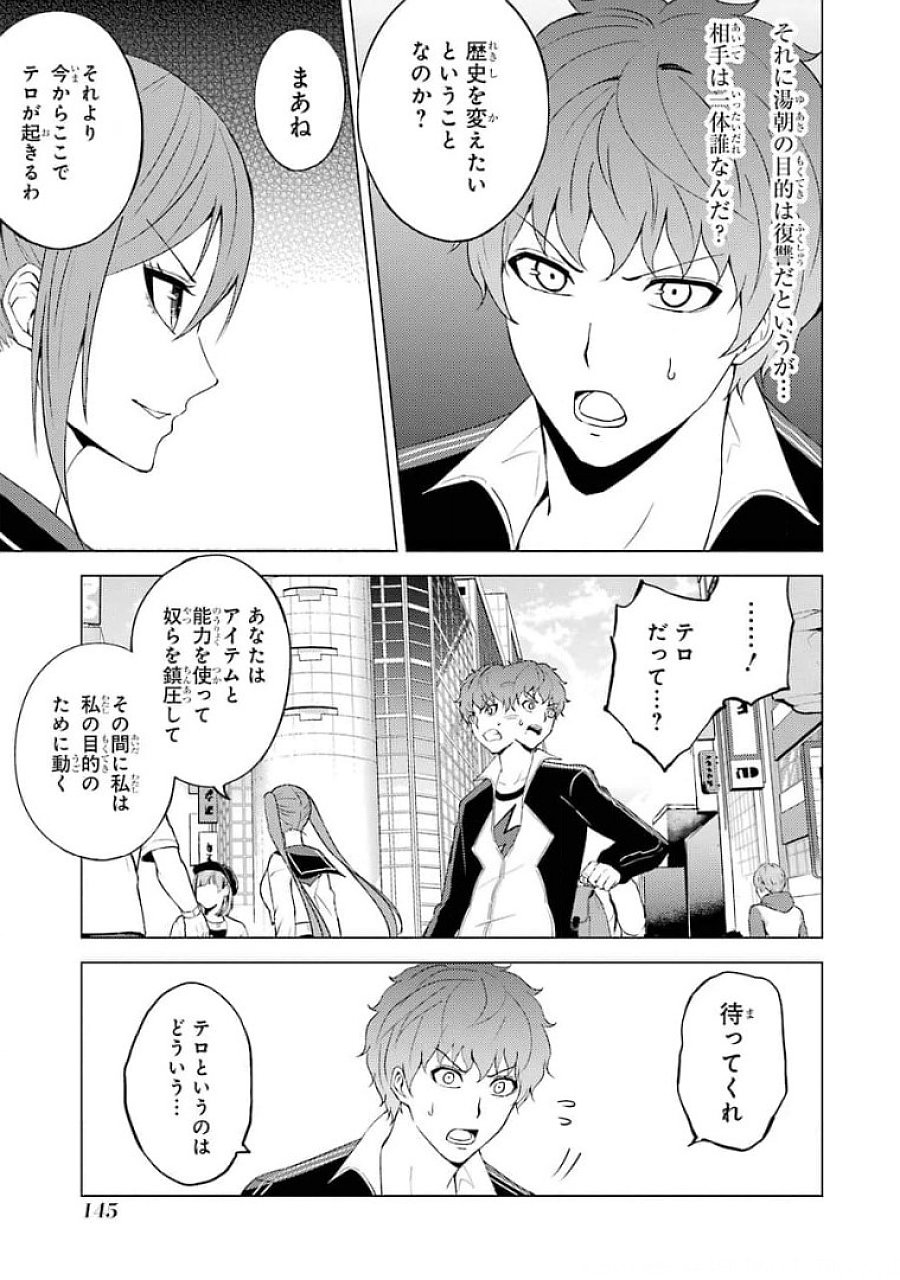 それに湯朝の目的は復讐だというが…
相手は一体誰なんだ？
歴史を変えたい
ということ
なのか？
まあね
それより
今からここで
テロが起きるわ
……！
テロ
だって…？
あなたは
アイテムと
能力を使って
奴らを鎮圧して
その間に私は
私の目的の
ために動く
待ってくれ
テロというのは
どういう…
145